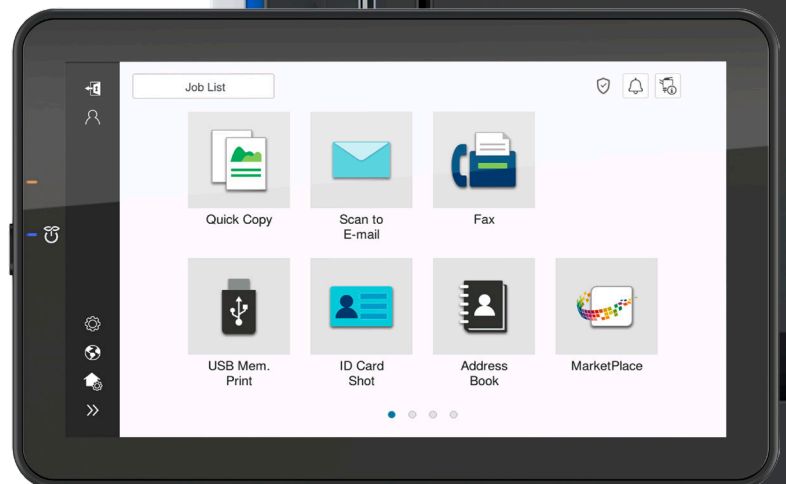 Job List
Quick Copy
Scan to
E-mail
Fax
USB Mem.
Print
ID Card
Shot
Address
Book
MarketPlace